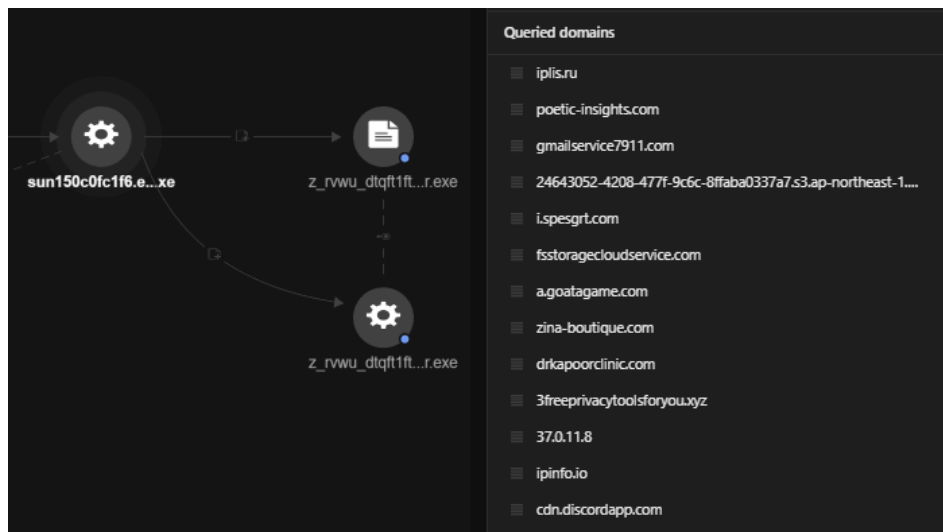 sun150c0fc1f6.e...xe
z_rvwu_dtqft1ft...r.exe
z_rvwu_dtqft1ft...r.exe
Queried domains
iplis.ru
poetic-insights.com
gmailservice7911.com
24643052-4208-477f-9c6c-8ffaba0337a7.s3.ap-northeast-1....
i.spesgrt.com
fsstoragecloudservice.com
a.goatagame.com
zina-boutique.com
drkapoorclinic.com
3freeprivacytoolsforyou.xyz
37.0.11.8
ipinfo.io
cdn.discordapp.com